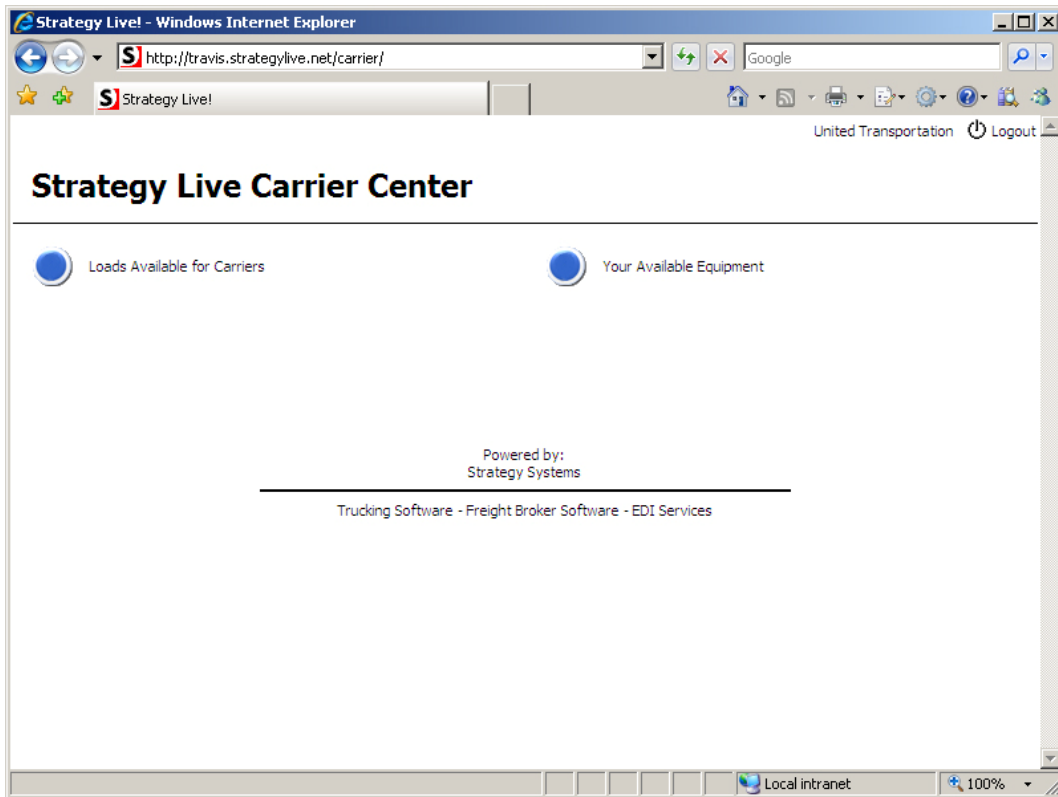 Strategy Live! - Windows Internet Explorer
S) http://travis.strategylive.net/carrier/
Google
S) Strategy Live!
United Transportation Logout
Strategy Live Carrier Center
Loads Available for Carriers
Your Available Equipment
Powered by:
Strategy Systems
Trucking Software - Freight Broker Software - EDI Services
Local intranet
100%